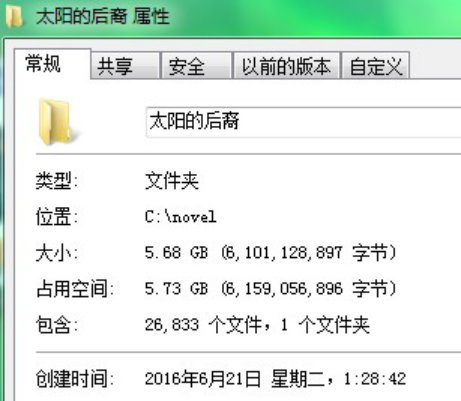 太阳的后裔 属性
常规 共享 安全 以前的版本 自定义
太阳的后裔
类型: 文件夹
位置: C:\novel
大小: 5.68 GB (6,101,128,897 字节)
占用空间: 5.73 GB (6,159,056,896 字节)
包含: 26,833 个文件，1 个文件夹
创建时间: 2016年6月21日 星期二，1:28:42